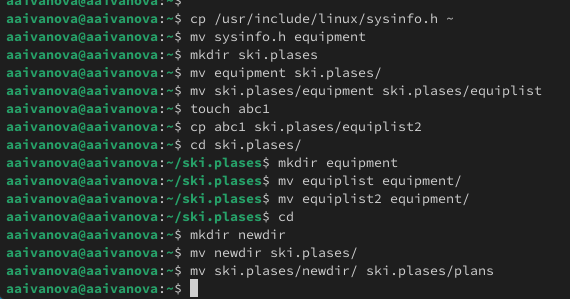 aaivanova@aaivanova:~$
aaivanova@aaivanova:~$ cp /usr/include/linux/sysinfo.h ~
aaivanova@aaivanova:~$ mv sysinfo.h equipment
aaivanova@aaivanova:~$ mkdir ski.plases
aaivanova@aaivanova:~$ mv equipment ski.plases/
aaivanova@aaivanova:~$ mv ski.plases/equipment ski.plases/equiplist
aaivanova@aaivanova:~$ touch abc1
aaivanova@aaivanova:~$ cp abc1 ski.plases/equiplist2
aaivanova@aaivanova:~$ cd ski.plases/
aaivanova@aaivanova:~/ski.plases$ mkdir equipment
aaivanova@aaivanova:~/ski.plases$ mv equiplist equipment/
aaivanova@aaivanova:~/ski.plases$ mv equiplist2 equipment/
aaivanova@aaivanova:~/ski.plases$ cd
aaivanova@aaivanova:~$ mkdir newdir
aaivanova@aaivanova:~$ mv newdir ski.plases/
aaivanova@aaivanova:~$ mv ski.plases/newdir/ ski.plases/plans
aaivanova@aaivanova:~$